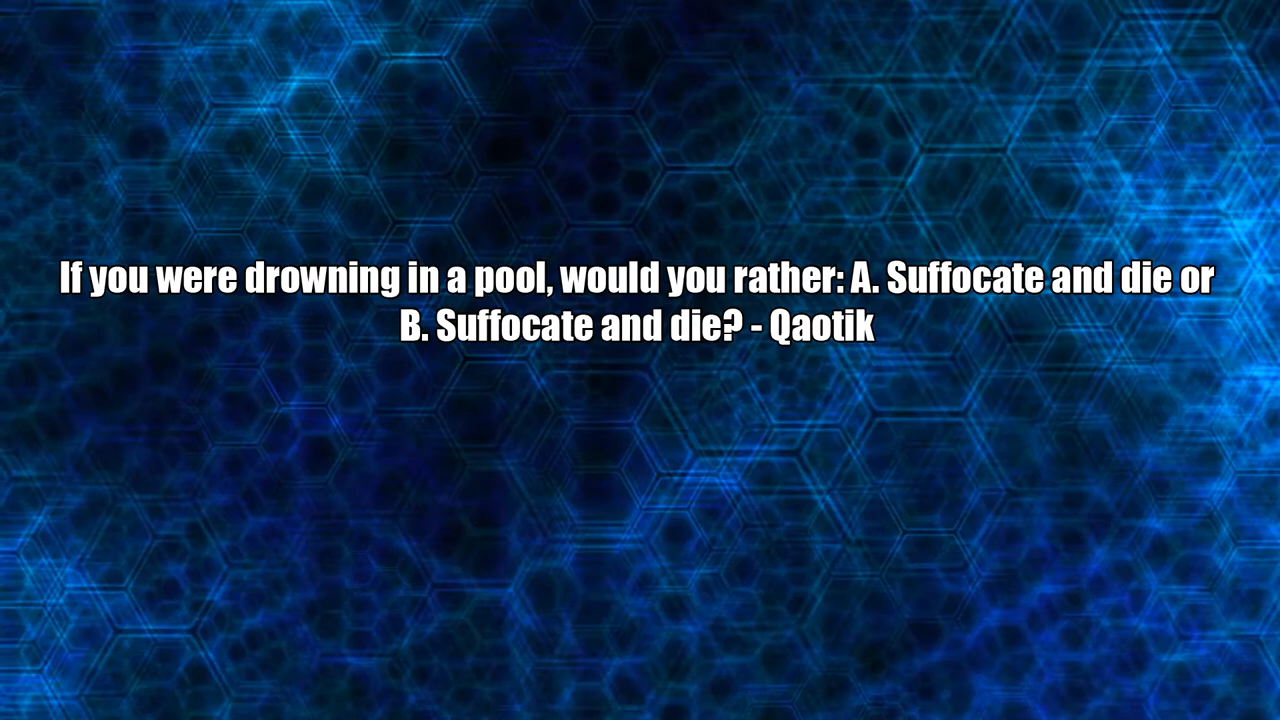 If you were drowning in a pool, would you rather: A. Suffocate and die or
B. Suffocate and die? - Qaotik